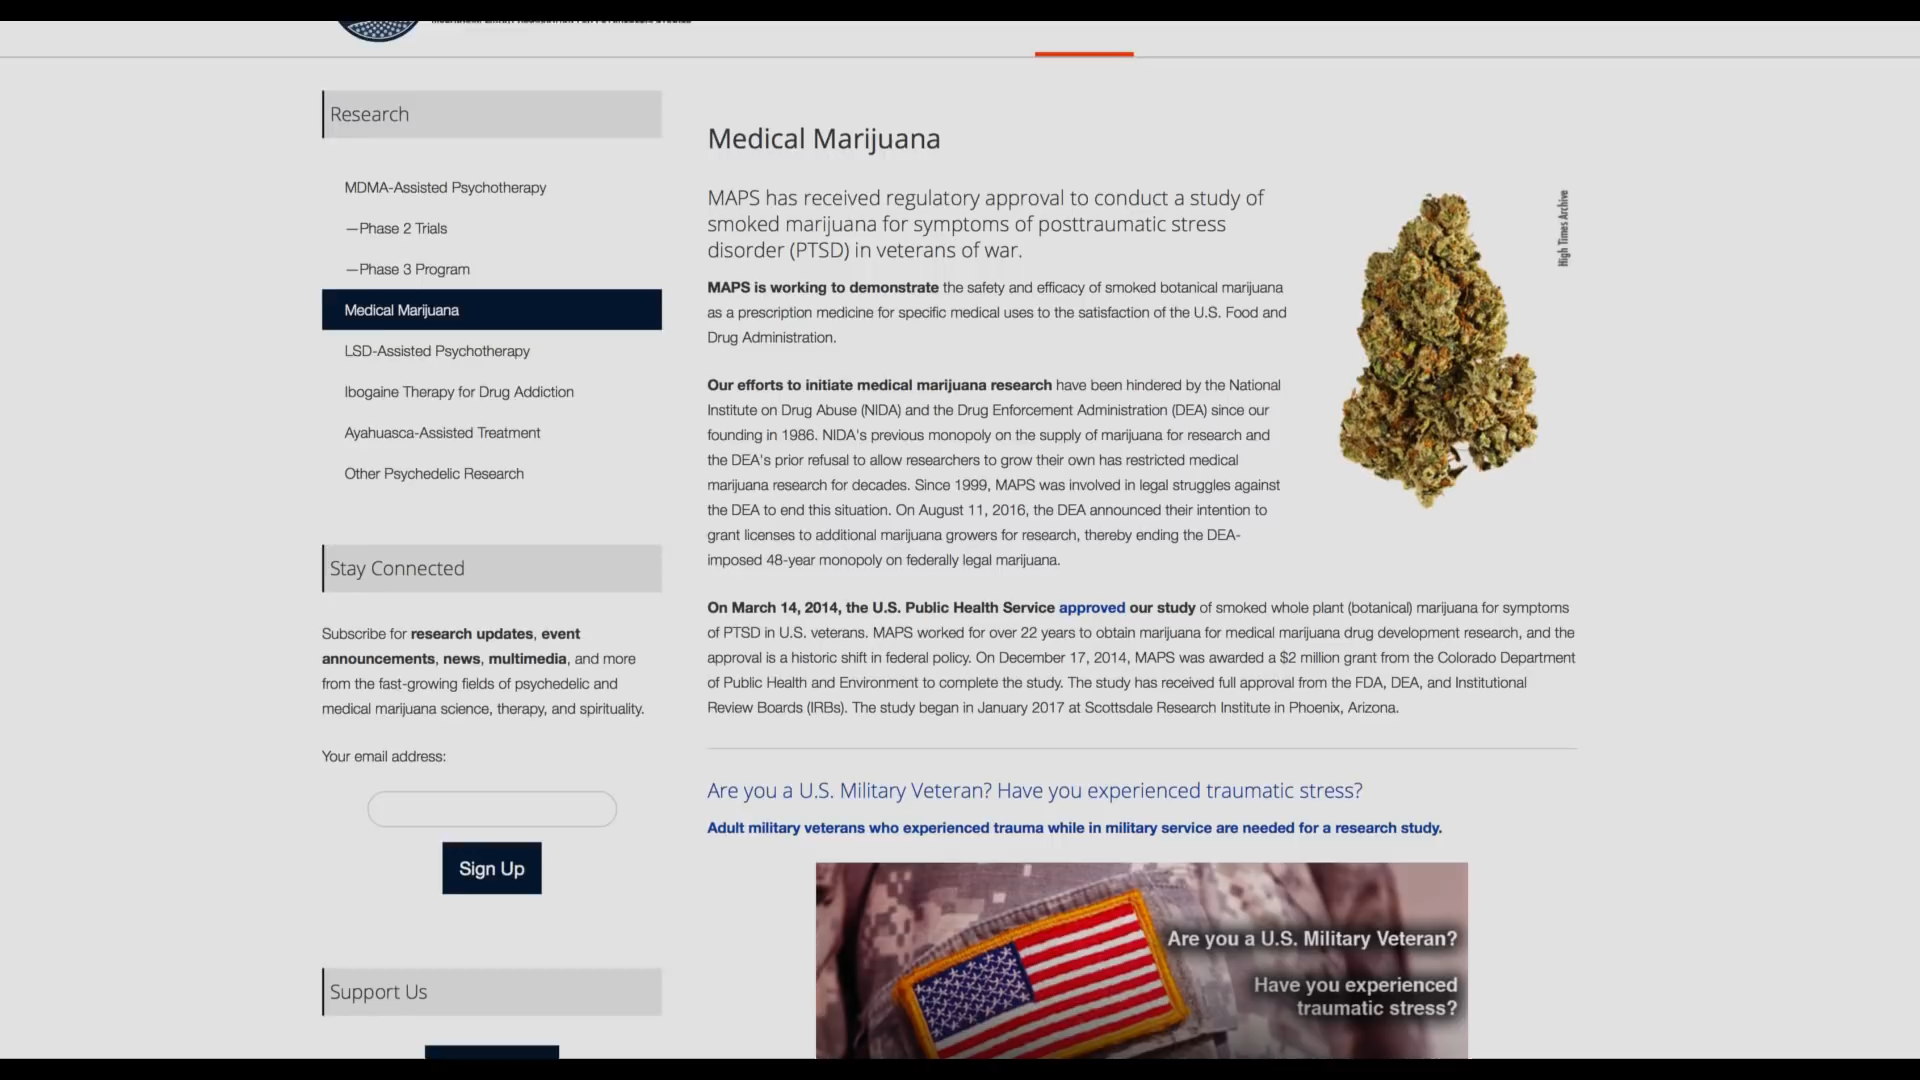 Research
MDMA-Assisted Psychotherapy
—Phase 2 Trials
—Phase 3 Program
Medical Marijuana
LSD-Assisted Psychotherapy
Ibogaine Therapy for Drug Addiction
Ayahuasca-Assisted Treatment
Other Psychedelic Research
Stay Connected
Subscribe for research updates, event
announcements, news, multimedia, and more
from the fast-growing fields of psychedelic and
medical marijuana science, therapy, and spirituality.
Your email address:
Sign Up
Support Us
Medical Marijuana
MAPS has received regulatory approval to conduct a study of
smoked marijuana for symptoms of posttraumatic stress
disorder (PTSD) in veterans of war.
High Times Archive
MAPS is working to demonstrate the safety and efficacy of smoked botanical marijuana
as a prescription medicine for specific medical uses to the satisfaction of the U.S. Food and
Drug Administration.
Our efforts to initiate medical marijuana research have been hindered by the National
Institute on Drug Abuse (NIDA) and the Drug Enforcement Administration (DEA) since our
founding in 1986. NIDA's previous monopoly on the supply of marijuana for research and
the DEA's prior refusal to allow researchers to grow their own has restricted medical
marijuana research for decades. Since 1999, MAPS was involved in legal struggles against
the DEA to end this situation. On August 11, 2016, the DEA announced their intention to
grant licenses to additional marijuana growers for research, thereby ending the DEA-
imposed 48-year monopoly on federally legal marijuana.
On March 14, 2014, the U.S. Public Health Service approved our study of smoked whole plant (botanical) marijuana for symptoms
of PTSD in U.S. veterans. MAPS worked for over 22 years to obtain marijuana for medical marijuana drug development research, and the
approval is a historic shift in federal policy. On December 17, 2014, MAPS was awarded a $2 million grant from the Colorado Department
of Public Health and Environment to complete the study. The study has received full approval from the FDA, DEA, and Institutional
Review Boards (IRBs). The study began in January 2017 at Scottsdale Research Institute in Phoenix, Arizona.
Are you a U.S. Military Veteran? Have you experienced traumatic stress?
Adult military veterans who experienced trauma while in military service are needed for a research study.
Are you a U.S. Military Veteran?
Have you experienced
traumatic stress?